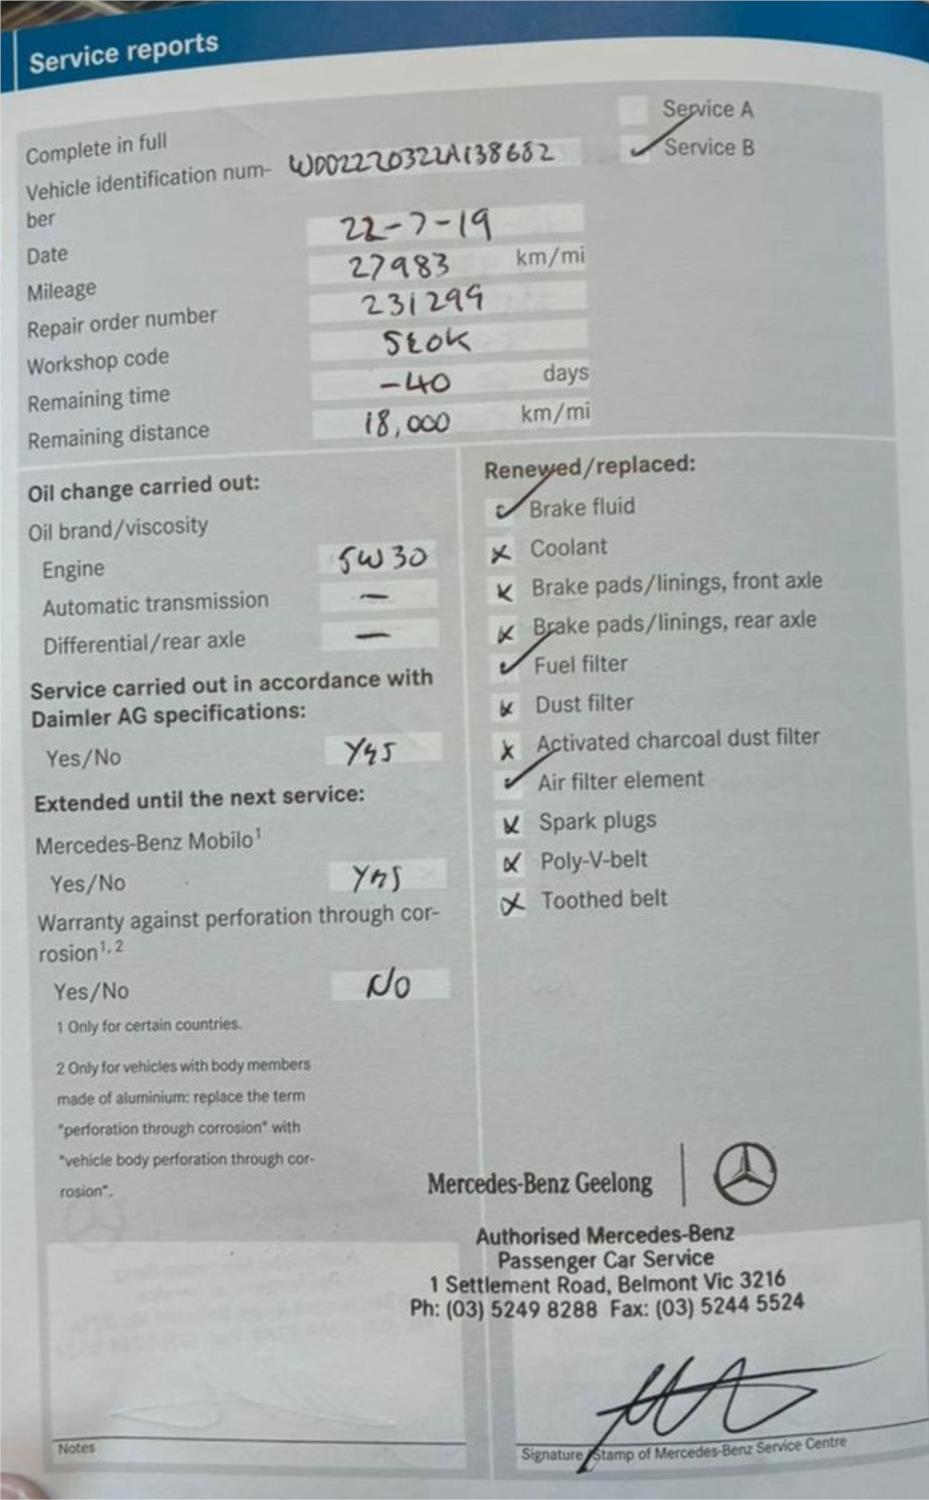 Service reports
Complete in full
Service A
Vehicle identification num- WDD2220322A138682
Service B
ber
Date 22-7-19
Mileage 27983 km/mi
Repair order number 231299
Workshop code StOK
Remaining time -40 days
Remaining distance 18,000 km/mi
Oil change carried out:
Oil brand/viscosity
Engine 5W30
Automatic transmission –
Differential/rear axle –
Service carried out in accordance with
Daimler AG specifications:
Yes/No Yes
Extended until the next service:
Mercedes-Benz Mobilo¹
Yes/No Yes
Warranty against perforation through cor-
rosion¹,²
Yes/No No
1 Only for certain countries.
2 Only for vehicles with body members
made of aluminium: replace the term
"perforation through corrosion" with
"vehicle body perforation through cor-
rosion".
Renewed/replaced:
✓ Brake fluid
x Coolant
x Brake pads/linings, front axle
x Brake pads/linings, rear axle
✓ Fuel filter
x Dust filter
x Activated charcoal dust filter
✓ Air filter element
x Spark plugs
x Poly-V-belt
x Toothed belt
Mercedes-Benz Geelong
Authorised Mercedes-Benz
Passenger Car Service
1 Settlement Road, Belmont Vic 3216
Ph: (03) 5249 8288 Fax: (03) 5244 5524
Notes
Signature/Stamp of Mercedes-Benz Service Centre